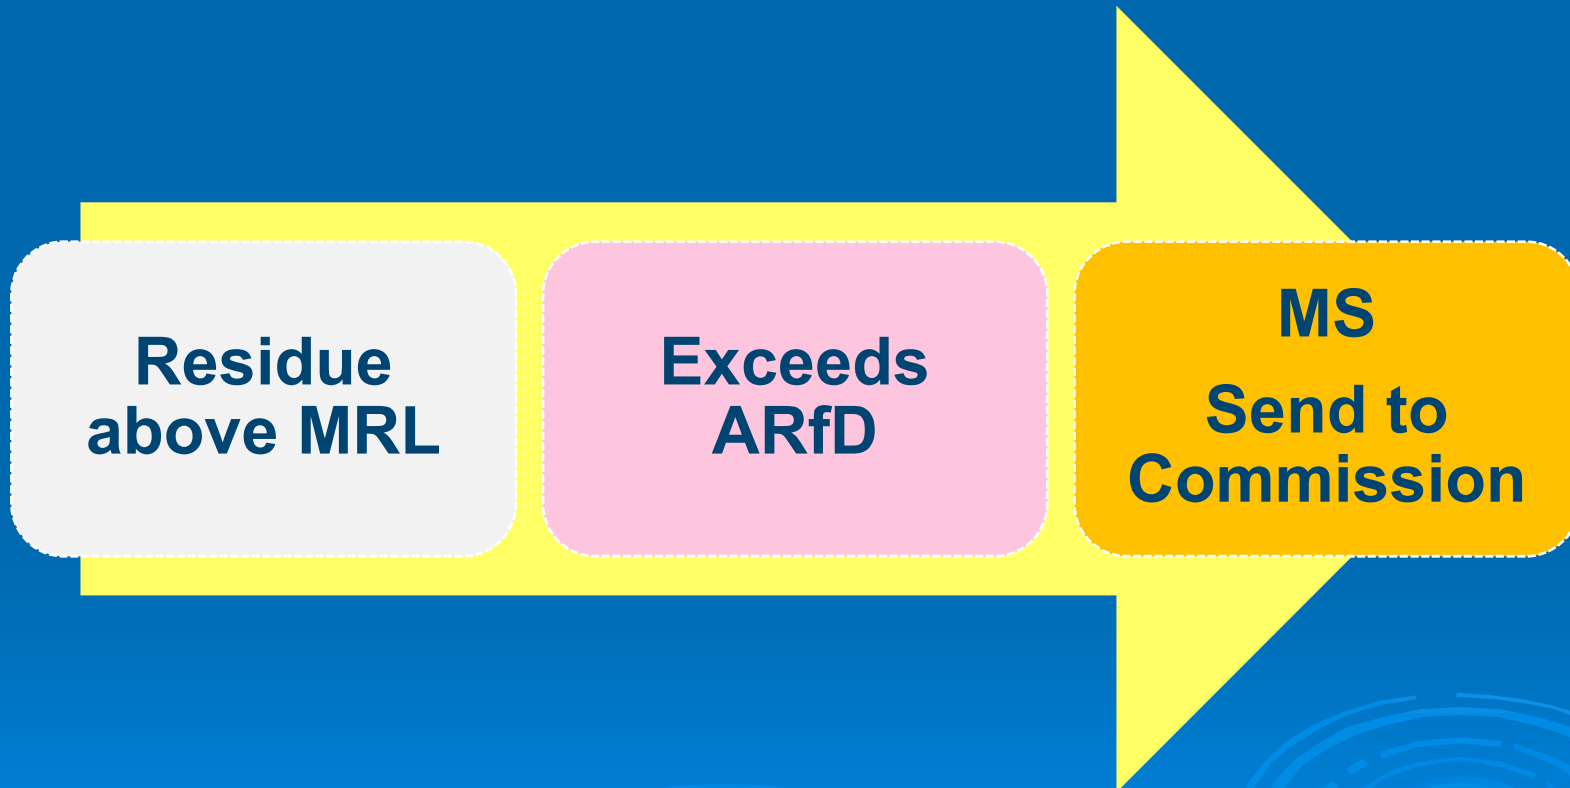 Residue
above MRL
Exceeds
ARfD
MS
Send to
Commission